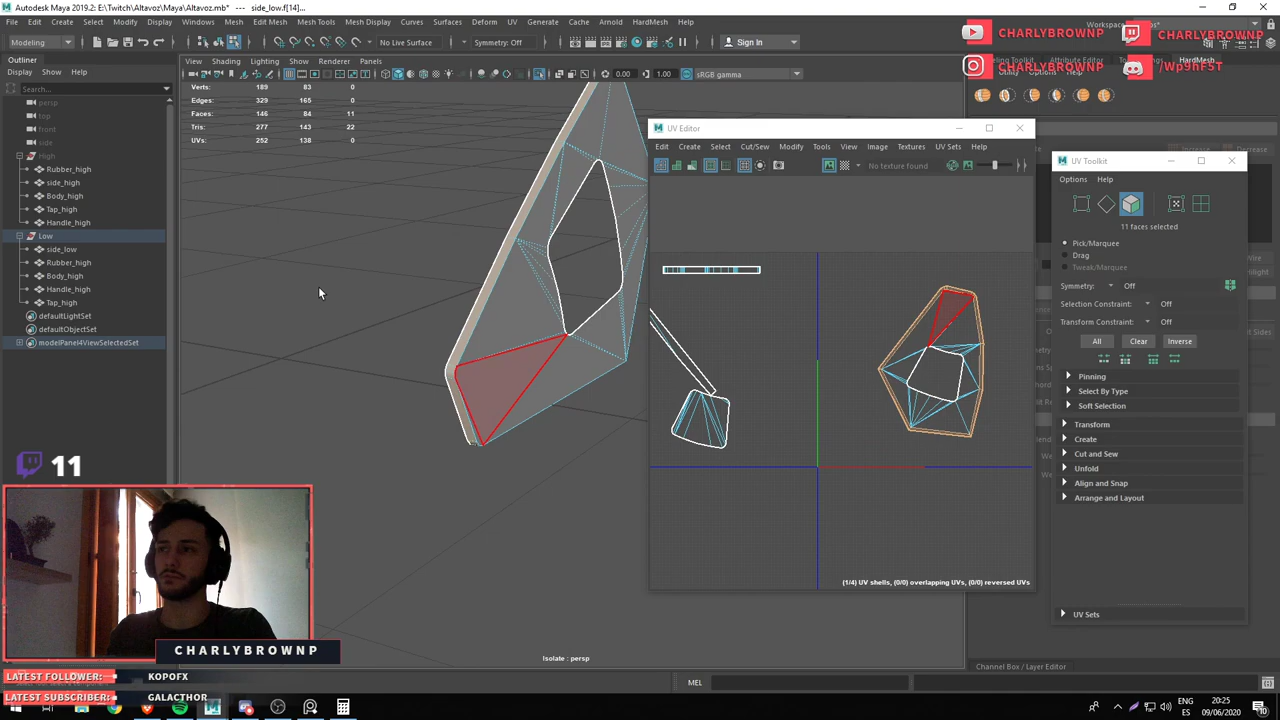 Autodesk Maya 2019.2: E:\Twitch\Altavoz\Maya\Altavoz.mb* --- side_low.f[14]...
File Edit Create Select Modify Display Windows Mesh Edit Mesh Mesh Tools Mesh Display Curves Surfaces Deform UV Generate Cache Arnold HardMesh Help
Modeling No Live Surface Symmetry: Off Sign In
CHARLYBROWNP CHARLYBROWNP
CHARLYBROWNP /Wp9hF5T
Outliner
Display Show Help
Search...
persp
top
front
side
High
Rubber_high
side_high
Body_high
Tap_high
Handle_high
Low
side_low
Rubber_high
Body_high
Handle_high
Tap_high
defaultLightSet
defaultObjectSet
modelPanel4ViewSelectedSet
View Shading Lighting Show Renderer Panels
0.00 1.00 sRGB gamma
Verts: 189 83 0
Edges: 329 165 0
Faces: 146 84 11
Tris: 277 143 22
UVs: 252 138 0
Isolate : persp
UV Editor
Edit Create Select Cut/Sew Modify Tools View Image Textures UV Sets Help
No texture found
(1/4) UV shells, (0/0) overlapping UVs, (0/0) reversed UVs
UV Toolkit
Options Help
11 faces selected
Pick/Marquee
Drag
Tweak/Marquee
Symmetry: Off
Selection Constraint: Off
Transform Constraint: Off
All Clear Inverse
Pinning
Select By Type
Soft Selection
Transform
Create
Cut and Sew
Unfold
Align and Snap
Arrange and Layout
UV Sets
Channel Box / Layer Editor
MEL
11
CHARLYBROWNP
LATEST FOLLOWER: KOPOFX
LATEST SUBSCRIBER: GALACTHOR
ENG
ES
20:25
09/06/2020